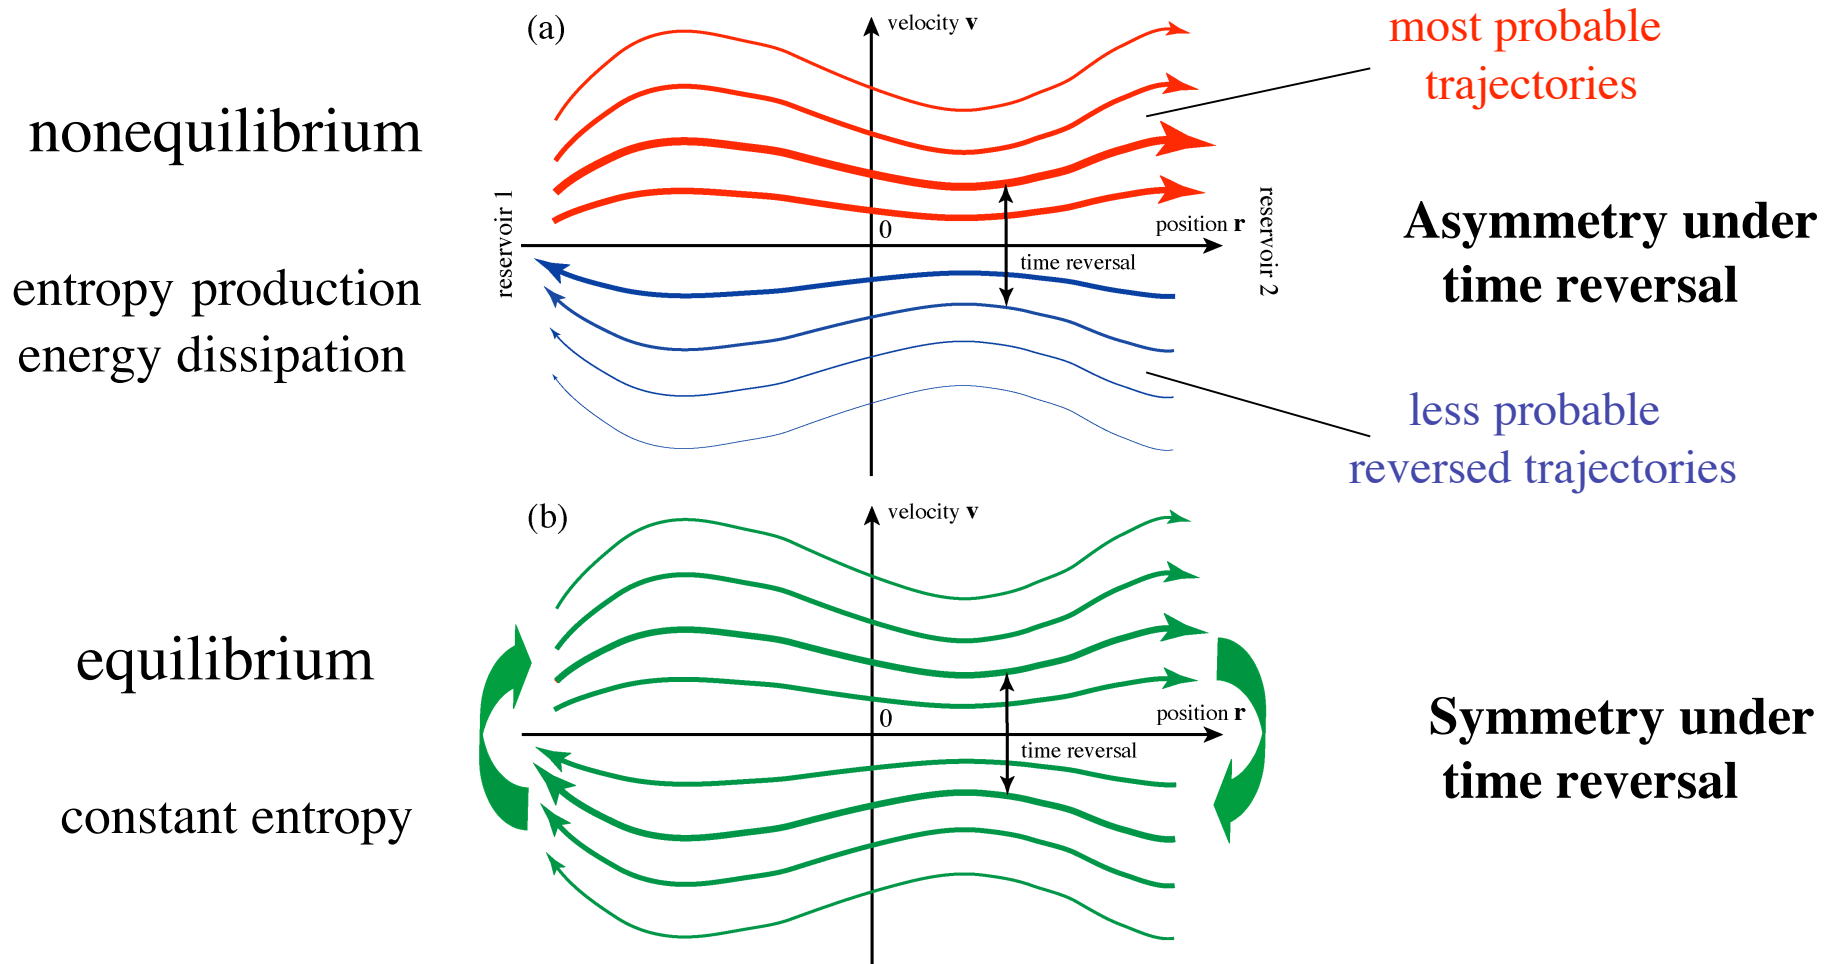 (a)
velocity v
most probable
trajectories
nonequilibrium
reservoir 1
0
position r
reservoir 2
Asymmetry under
time reversal
time reversal
entropy production
energy dissipation
less probable
reversed trajectories
(b)
velocity v
equilibrium
0
position r
Symmetry under
time reversal
time reversal
constant entropy